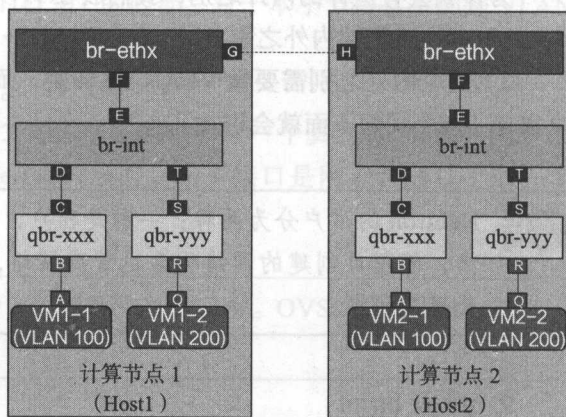 br-ethx
G
H
br-ethx
F
F
E
E
br-int
br-int
D
T
D
T
C
S
C
S
qbr-xxx
qbr-yyy
qbr-xxx
qbr-yyy
B
R
B
R
A
Q
A
Q
VM1-1
(VLAN 100)
VM1-2
(VLAN 200)
VM2-1
(VLAN 100)
VM2-2
(VLAN 200)
计算节点 1
(Host1)
计算节点 2
(Host2)